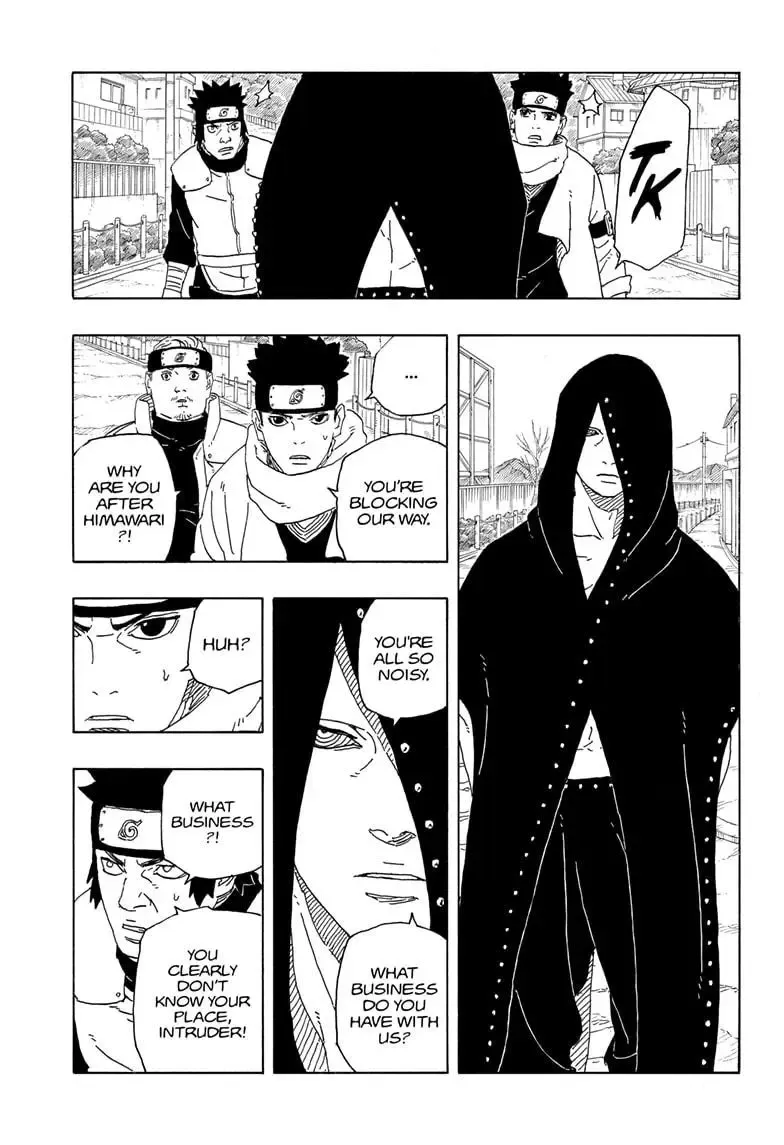 TK
...
YOU'RE
BLOCKING
OUR WAY.
WHY
ARE YOU
AFTER
HIMAWARI
?!
YOU'RE
ALL SO
NOISY.
WHAT
BUSINESS
DO YOU
HAVE WITH
US?
HUH?
WHAT
BUSINESS
?!
YOU
CLEARLY
DON'T
KNOW YOUR
PLACE,
INTRUDER!